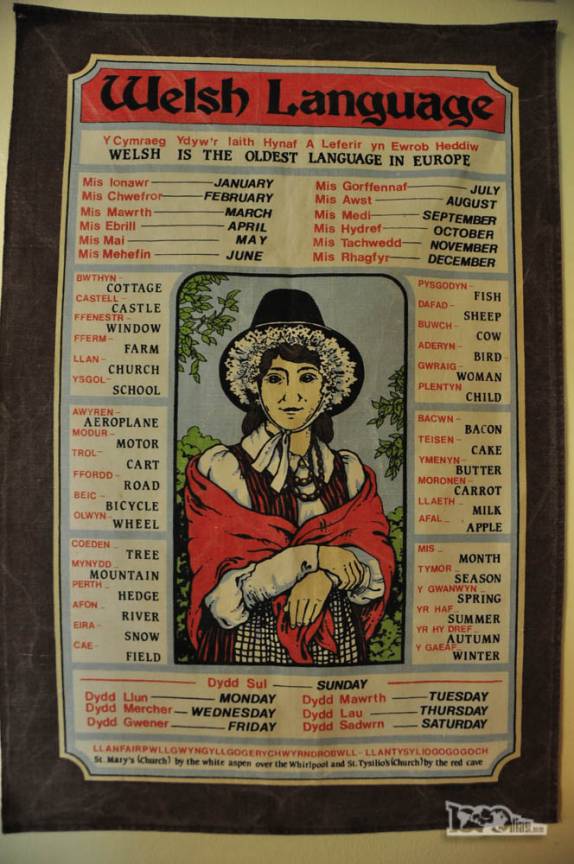 Welsh Language
Y Cymraeg Ydyw'r Iaith Hynaf A Leferir yn Ewrob Heddiw
WELSH IS THE OLDEST LANGUAGE IN EUROPE
Mis Ionawr JANUARY
Mis Chwefror FEBRUARY
Mis Mawrth MARCH
Mis Ebrill APRIL
Mis Mai MAY
Mis Mehefin JUNE
Mis Gorffennaf JULY
Mis Awst AUGUST
Mis Medi SEPTEMBER
Mis Hydref OCTOBER
Mis Tachwedd NOVEMBER
Mis Rhagfyr DECEMBER
BWTHYN-
COTTAGE
CASTELL-
CASTLE
FFENESTR-
WINDOW
FFERM-
FARM
LLAN-
CHURCH
YSGOL-
SCHOOL
AWYREN-
AEROPLANE
MODUR-
MOTOR
TROL-
CART
FFORDD-
ROAD
BEIC-
BICYCLE
OLWYN-
WHEEL
COEDEN-
TREE
MYNYDD-
MOUNTAIN
PERTH-
HEDGE
AFON-
RIVER
EIRA-
SNOW
CAE-
FIELD
PYSGODYN-
FISH
DAFAD-
SHEEP
BUWCH-
COW
ADERYN-
BIRD
GWRAIG-
WOMAN
PLENTYN
CHILD
BACWN-
BACON
TEISEN-
CAKE
YMENYN-
BUTTER
MORONEN-
CARROT
LLAETH-
MILK
AFAL-
APPLE
MIS-
MONTH
TYMOR-
SEASON
Y GWANWYN-
SPRING
YR HAF-
SUMMER
YR HY DREF-
AUTUMN
Y GAEAF-
WINTER
Dydd Sul SUNDAY
Dydd Llun MONDAY
Dydd Mercher WEDNESDAY
Dydd Gwener FRIDAY
Dydd Mawrth TUESDAY
Dydd Lau THURSDAY
Dydd Sadwrn SATURDAY
LLANFAIRPWLLGWYNGYLLGOGERYCHWYRNDROBWLL-LLANTYSYLIOGOGOGOCH
St. Mary's (Church) by the white aspen over the Whirlpool and St. Tysilio's (Church) by the red cave